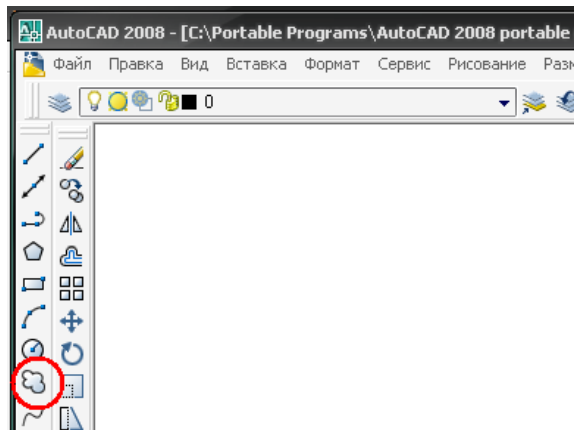 AutoCAD 2008 - [C:\Portable Programs\AutoCAD 2008 portable
Файл Правка Вид Вставка Формат Сервис Рисование Разм
0